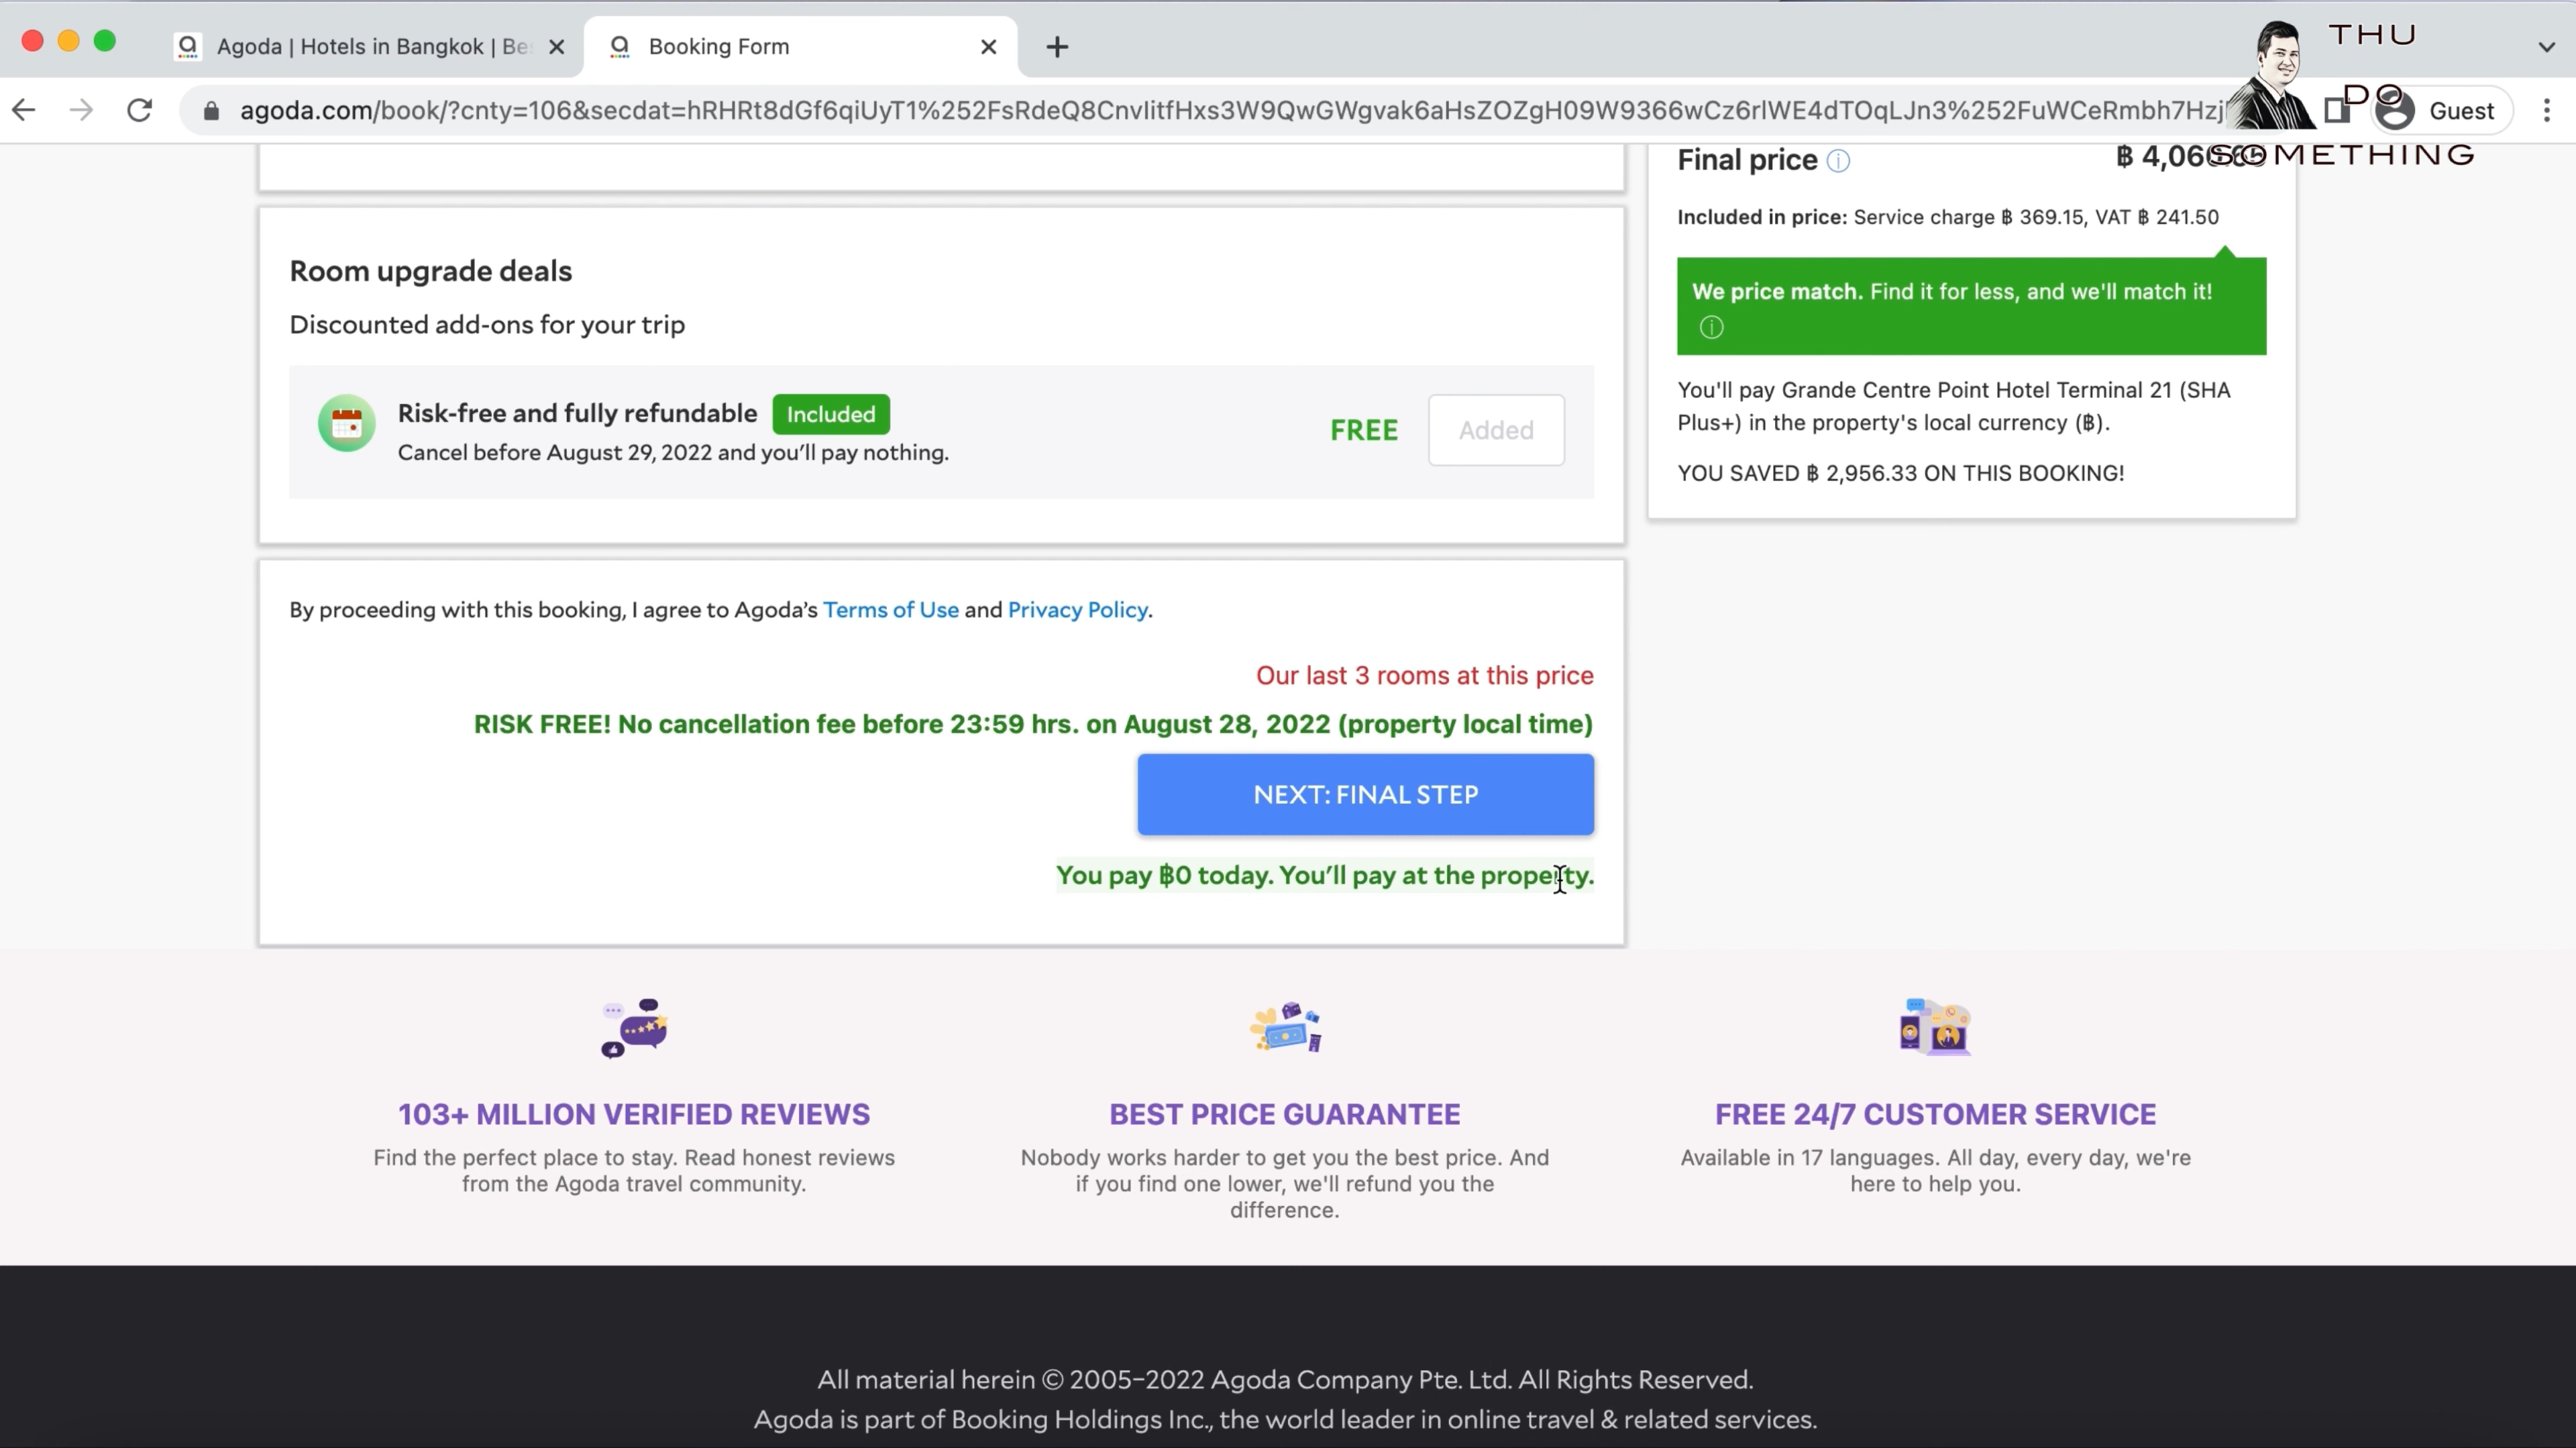 Agoda | Hotels in Bangkok | Be
Booking Form
THU
DO
SOMETHING
agoda.com/book/?cnty=106&secdat=hRHRt8dGf6qiUyT1%252FsRdeQ8CnvIitfHxs3W9QwGWgvak6aHsZOZgH09W9366wCz6rlWE4dTOqLJn3%252FuWCeRmbh7Hzj
Guest
Final price
฿ 4,060.65
Included in price: Service charge ฿ 369.15, VAT ฿ 241.50
We price match. Find it for less, and we'll match it!
You'll pay Grande Centre Point Hotel Terminal 21 (SHA
Plus+) in the property's local currency (฿).
YOU SAVED ฿ 2,956.33 ON THIS BOOKING!
Room upgrade deals
Discounted add-ons for your trip
Risk-free and fully refundable Included
Cancel before August 29, 2022 and you’ll pay nothing.
FREE
Added
By proceeding with this booking, I agree to Agoda’s Terms of Use and Privacy Policy.
Our last 3 rooms at this price
RISK FREE! No cancellation fee before 23:59 hrs. on August 28, 2022 (property local time)
NEXT: FINAL STEP
You pay ฿0 today. You’ll pay at the property.
103+ MILLION VERIFIED REVIEWS
Find the perfect place to stay. Read honest reviews
from the Agoda travel community.
BEST PRICE GUARANTEE
Nobody works harder to get you the best price. And
if you find one lower, we'll refund you the
difference.
FREE 24/7 CUSTOMER SERVICE
Available in 17 languages. All day, every day, we're
here to help you.
All material herein © 2005–2022 Agoda Company Pte. Ltd. All Rights Reserved.
Agoda is part of Booking Holdings Inc., the world leader in online travel & related services.